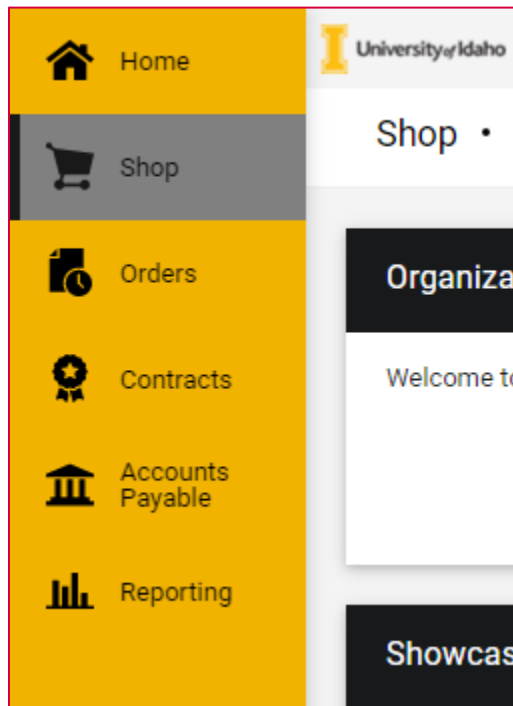 Home
Shop
Orders
Contracts
Accounts
Payable
Reporting
University of Idaho
Shop •
Organiza
Welcome to
Showcas